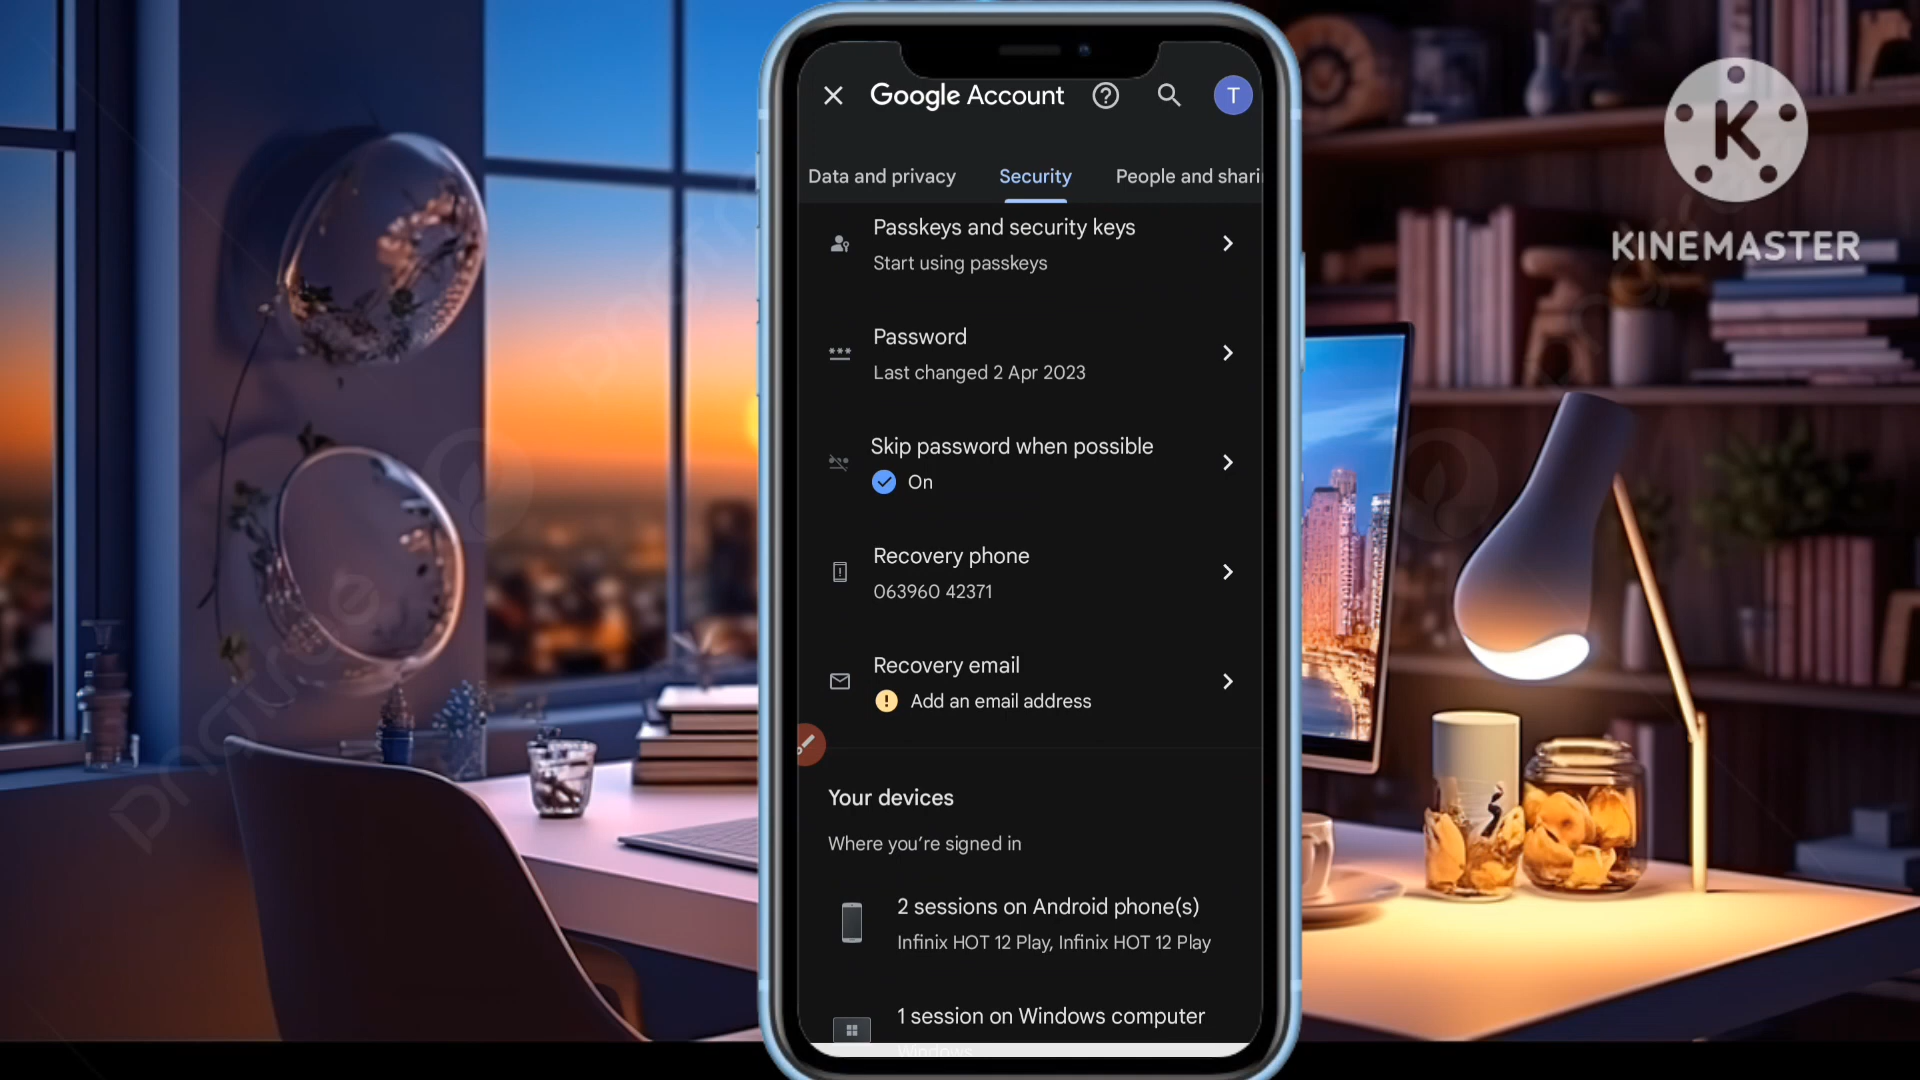 Google Account
T
Data and privacy
Security
People and shari
Passkeys and security keys
Start using passkeys
Password
Last changed 2 Apr 2023
Skip password when possible
On
Recovery phone
063960 42371
Recovery email
Add an email address
Your devices
Where you're signed in
2 sessions on Android phone(s)
Infinix HOT 12 Play, Infinix HOT 12 Play
1 session on Windows computer
Windows
K
KINEMASTER
pngtree